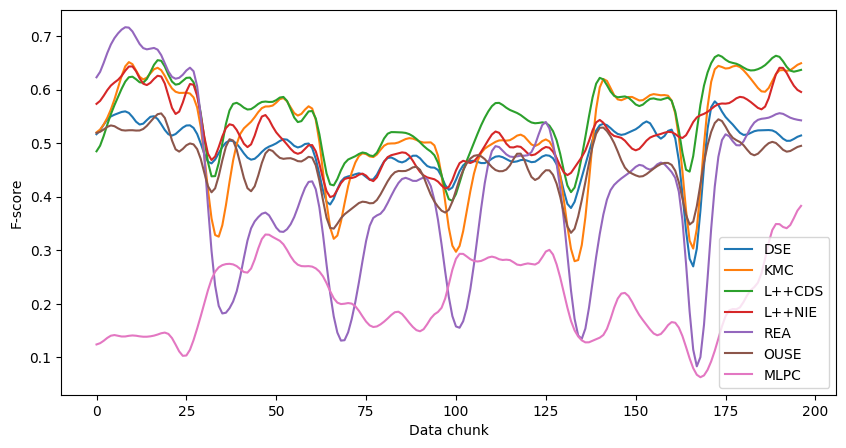 0.7
0.6
0.5
0.4
0.3
0.2
0.1
F-score
0
25
50
75
100
125
150
175
200
Data chunk
DSE
KMC
L++CDS
L++NIE
REA
OUSE
MLPC